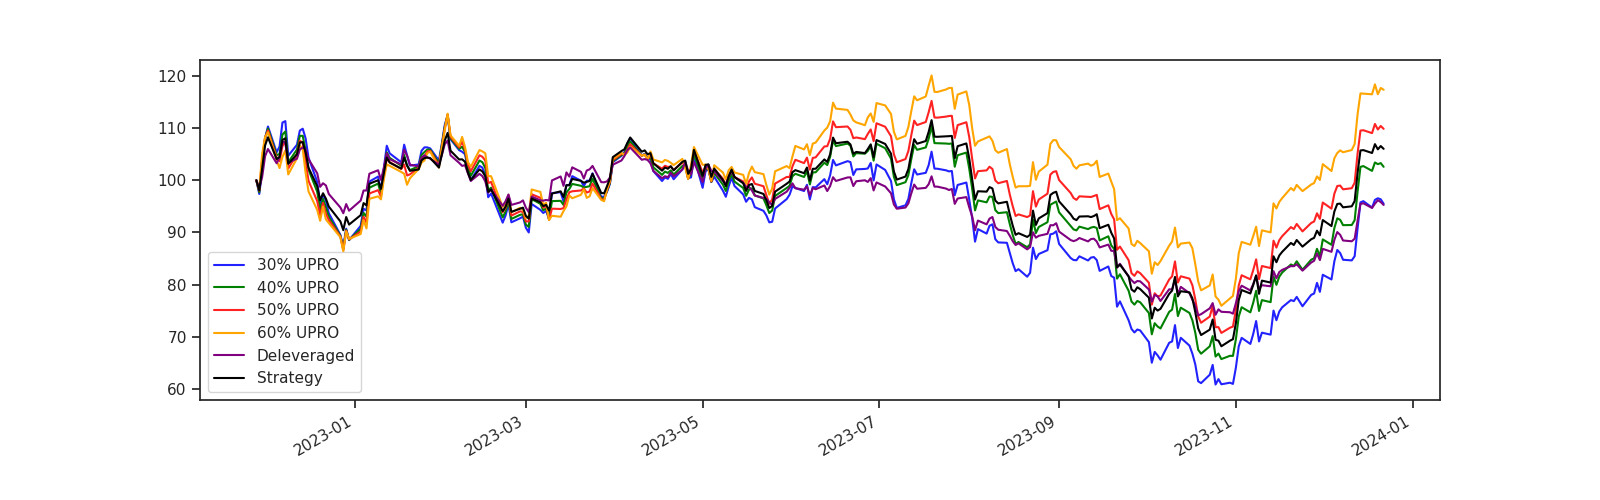 120
110
100
90
80
70
60
30% UPRO
40% UPRO
50% UPRO
60% UPRO
Deleveraged
Strategy
2023-01
2023-03
2023-05
2023-07
2023-09
2023-11
2024-01